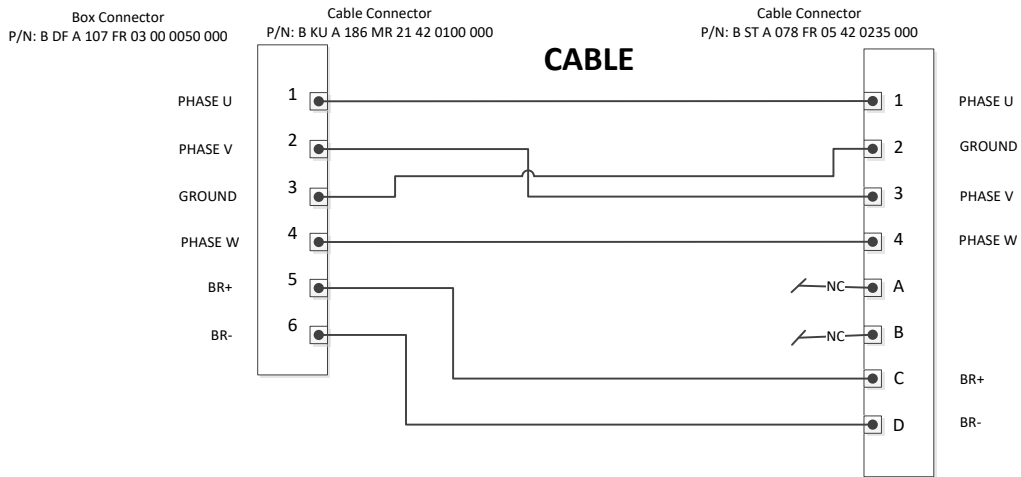 Box Connector
P/N: B DF A 107 FR 03 00 0050 000
Cable Connector
P/N: B KU A 186 MR 21 42 0100 000
Cable Connector
P/N: B ST A 078 FR 05 42 0235 000
CABLE
PHASE U 1 1 PHASE U
PHASE V 2 2 GROUND
GROUND 3 3 PHASE V
PHASE W 4 4 PHASE W
BR+ 5 NC A
BR- 6 NC B
C BR+
D BR-